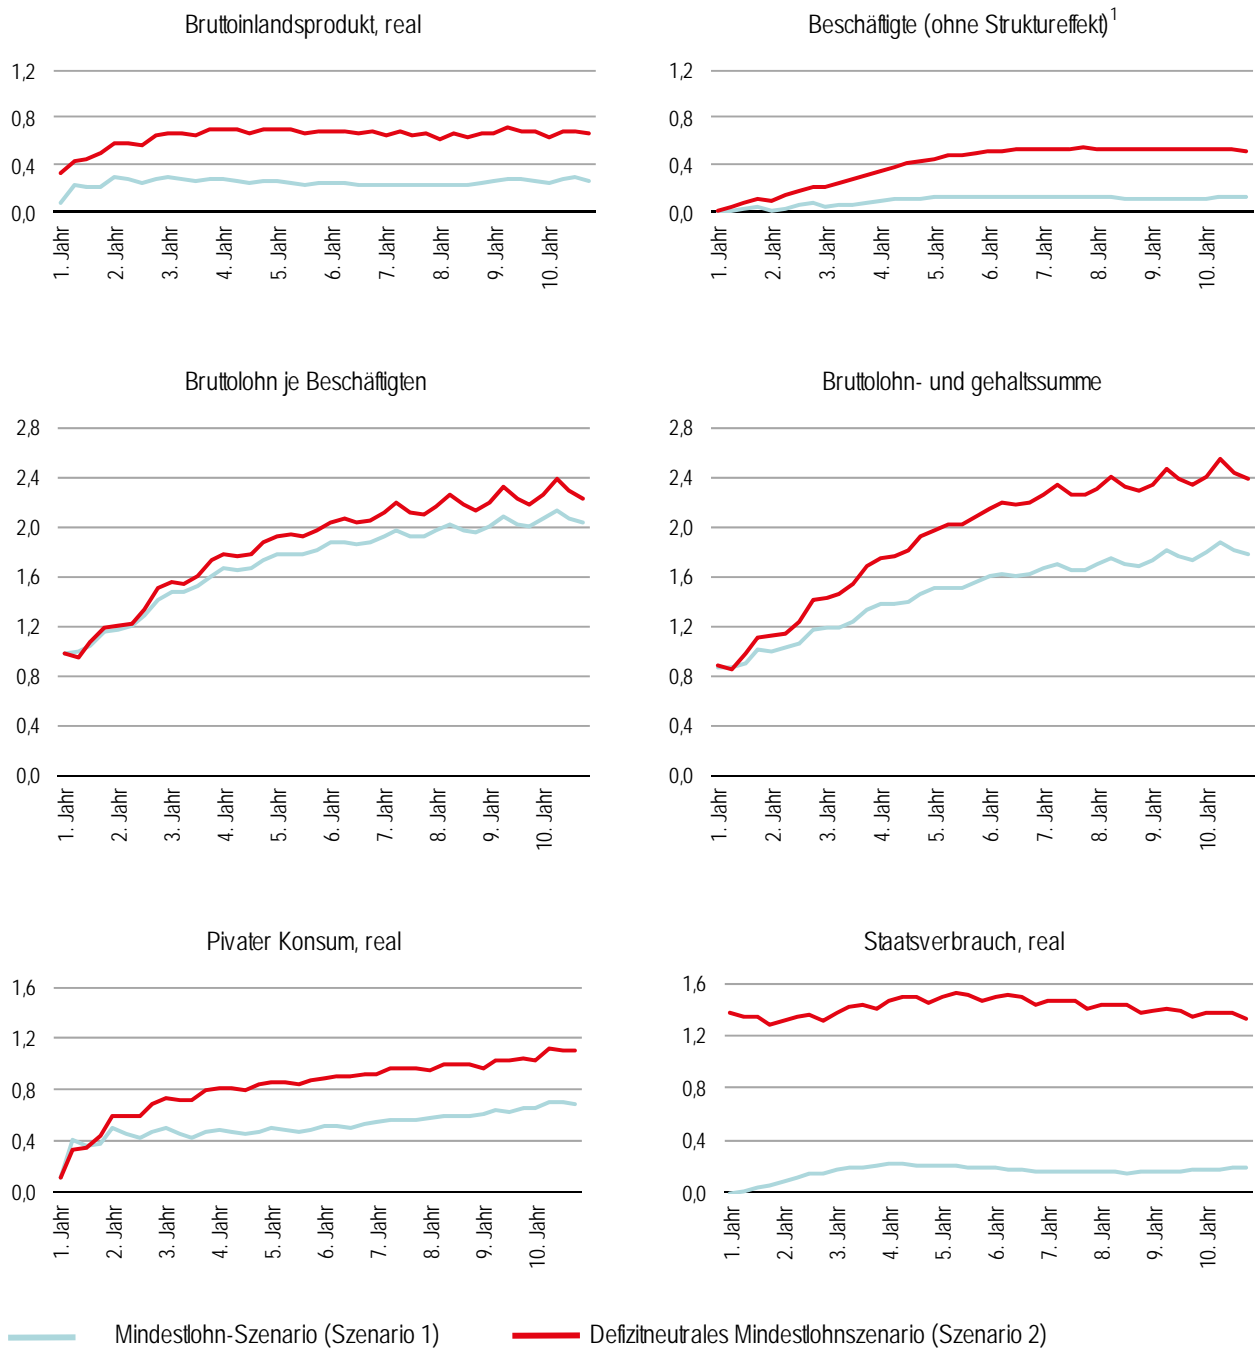 Bruttoinlandsprodukt, real
1,2
0,8
0,4
0,0
1. Jahr
2. Jahr
3. Jahr
4. Jahr
5. Jahr
6. Jahr
7. Jahr
8. Jahr
9. Jahr
10. Jahr
Beschäftigte (ohne Struktureffekt)¹
1,2
0,8
0,4
0,0
1. Jahr
2. Jahr
3. Jahr
4. Jahr
5. Jahr
6. Jahr
7. Jahr
8. Jahr
9. Jahr
10. Jahr
Bruttolohn je Beschäftigten
2,8
2,4
2,0
1,6
1,2
0,8
0,4
0,0
1. Jahr
2. Jahr
3. Jahr
4. Jahr
5. Jahr
6. Jahr
7. Jahr
8. Jahr
9. Jahr
10. Jahr
Bruttolohn- und gehaltssumme
2,8
2,4
2,0
1,6
1,2
0,8
0,4
0,0
1. Jahr
2. Jahr
3. Jahr
4. Jahr
5. Jahr
6. Jahr
7. Jahr
8. Jahr
9. Jahr
10. Jahr
Pivater Konsum, real
1,6
1,2
0,8
0,4
0,0
1. Jahr
2. Jahr
3. Jahr
4. Jahr
5. Jahr
6. Jahr
7. Jahr
8. Jahr
9. Jahr
10. Jahr
Staatsverbrauch, real
1,6
1,2
0,8
0,4
0,0
1. Jahr
2. Jahr
3. Jahr
4. Jahr
5. Jahr
6. Jahr
7. Jahr
8. Jahr
9. Jahr
10. Jahr
Mindestlohn-Szenario (Szenario 1)
Defizitneutrales Mindestlohnszenario (Szenario 2)